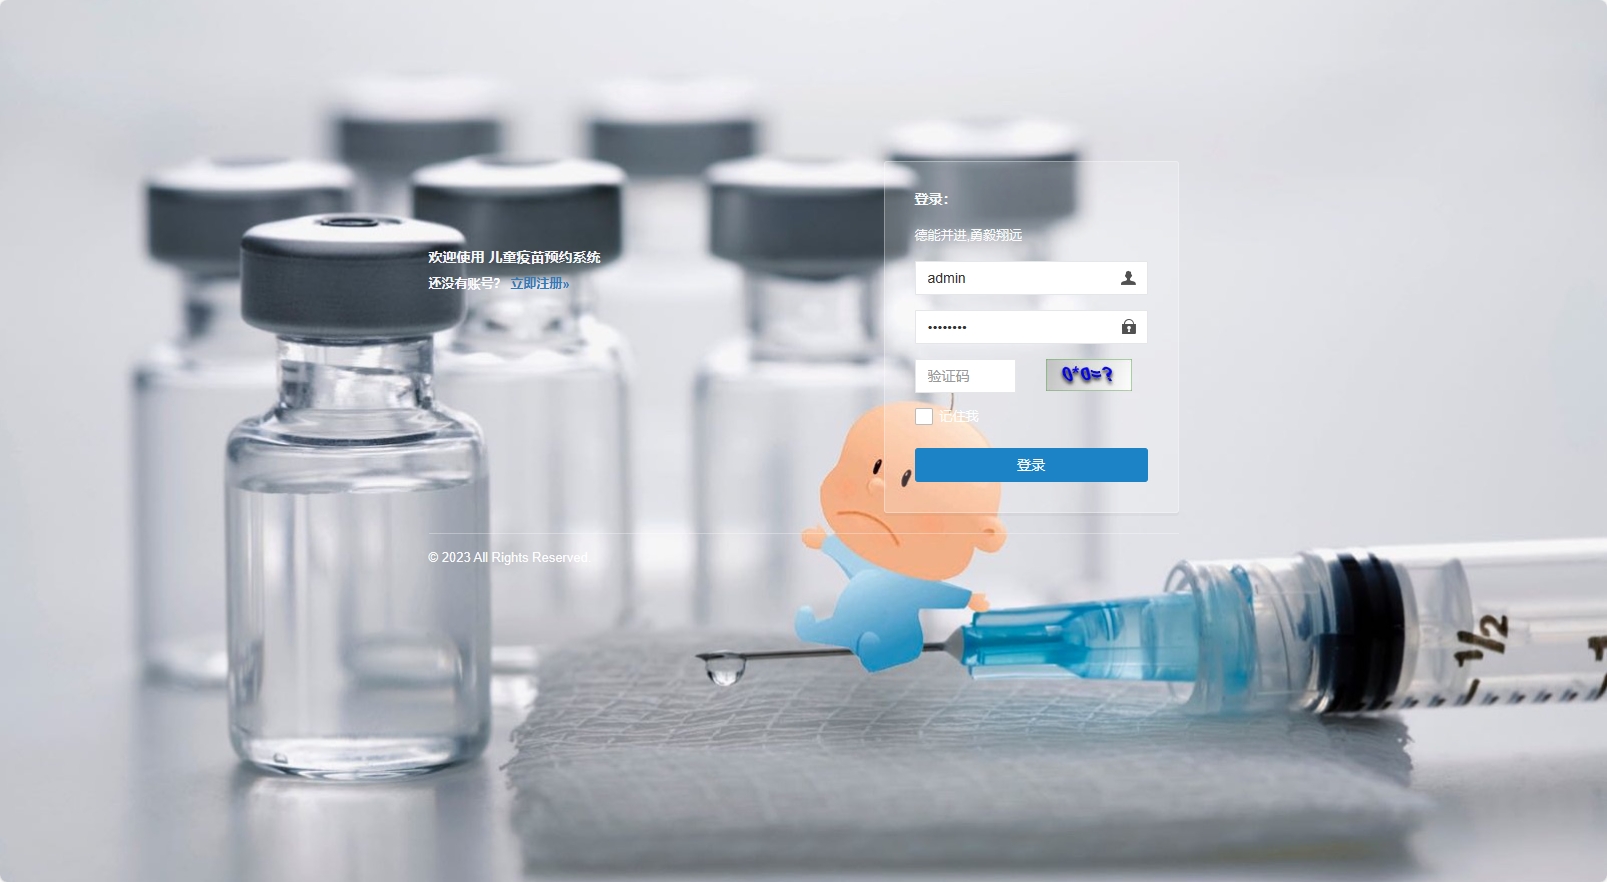 欢迎使用 儿童疫苗预约系统
还没有账号? 立即注册»
登录:
德能并进,勇毅翔远
admin
••••••••
验证码
0*0=?
记住我
登录
© 2023 All Rights Reserved.
1/2